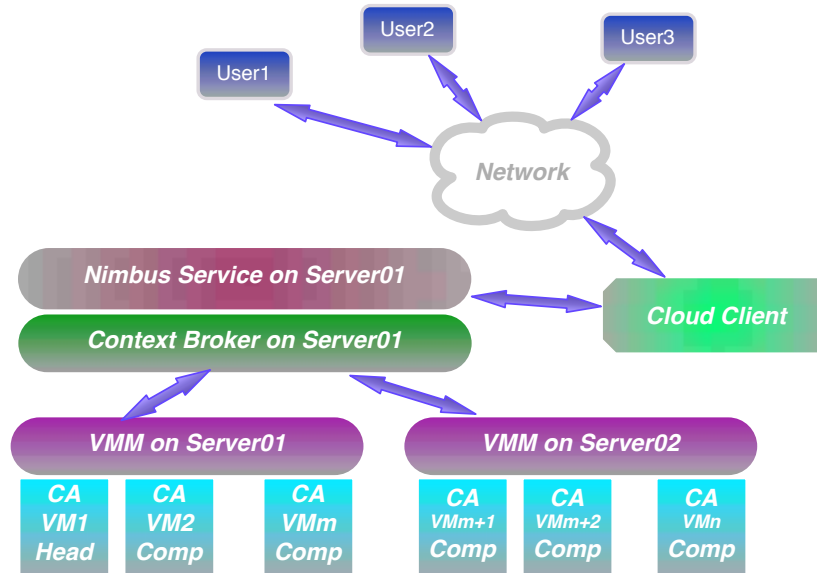 User1
User2
User3
Network
Nimbus Service on Server01
Context Broker on Server01
Cloud Client
VMM on Server01
VMM on Server02
CA
VM1
Head
CA
VM2
Comp
CA
VMm
Comp
CA
VMm+1
Comp
CA
VMm+2
Comp
CA
VMn
Comp